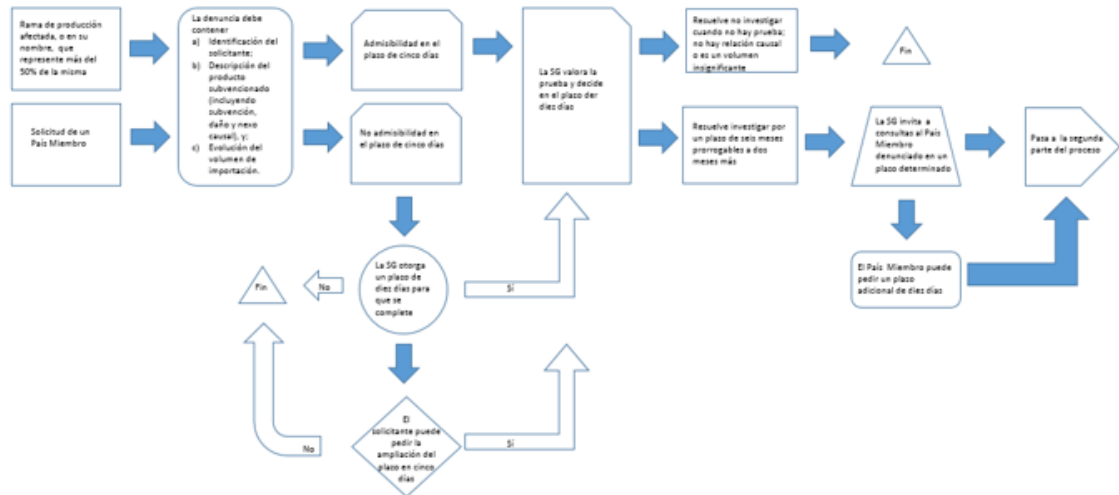 Rama de producción
afectada, o en su
nombre, que
represente más del
50% de la misma
Solicitud de un
País Miembro
La denuncia debe
contener
a) Identificación del
solicitante;
b) Descripción del
producto
subvencionado
(incluyendo
subvención,
daño y nexo
causal), y;
c) Evolución del
volumen de
importación.
Admisibilidad en el
plazo de cinco días
No admisibilidad en
el plazo de cinco días
La SG otorga
un plazo de
diez días para
que se
complete
No
Fin
Sí
El
solicitante puede
pedir la
ampliación del
plazo en cinco
días
No
Sí
La SG valora la
prueba y decide
en el plazo der
diez días
Resuelve no investigar
cuando no hay prueba;
no hay relación causal
o es un volumen
insignificante
Fin
Resuelve investigar por
un plazo de seis meses
prorrogables a dos
meses más
La SG invita a
consultas al País
Miembro
denunciado en un
plazo determinado
Pasa a la segunda
parte del proceso
El País Miembro puede
pedir un plazo
adicional de diez días